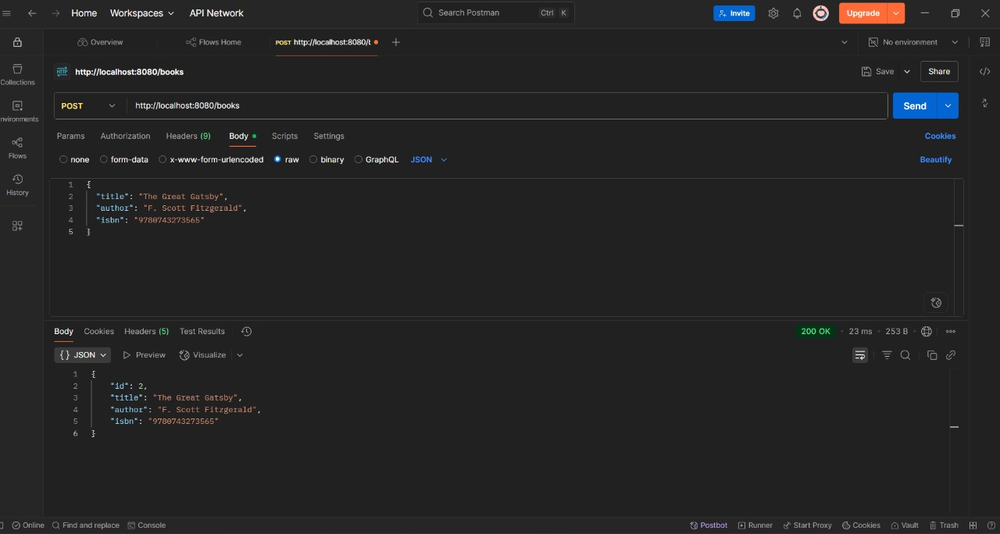 Home Workspaces API Network Search Postman Ctrl K Invite Upgrade
Overview Flows Home POST http://localhost:8080/t No environment
Collections
nvironments
Flows
History
HTTP http://localhost:8080/books Save Share
POST http://localhost:8080/books Send
Params Authorization Headers (9) Body Scripts Settings Cookies
none form-data x-www-form-urlencoded raw binary GraphQL JSON Beautify
1 {
2 "title": "The Great Gatsby",
3 "author": "F. Scott Fitzgerald",
4 "isbn": "9780743273565"
5 }
Body Cookies Headers (5) Test Results 200 OK 23 ms 253 B
{} JSON Preview Visualize
1 {
2 "id": 2,
3 "title": "The Great Gatsby",
4 "author": "F. Scott Fitzgerald",
5 "isbn": "9780743273565"
6 }
Online Find and replace Console Postbot Runner Start Proxy Cookies Vault Trash